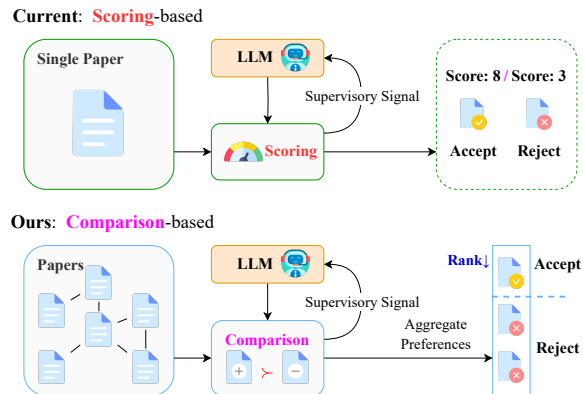 Current: Scoring-based
Single Paper
LLM
Supervisory Signal
Scoring
Score: 8 / Score: 3
Accept
Reject
Ours: Comparison-based
Papers
LLM
Supervisory Signal
Comparison
+ ≻ −
Aggregate
Preferences
Rank↓
Accept
Reject